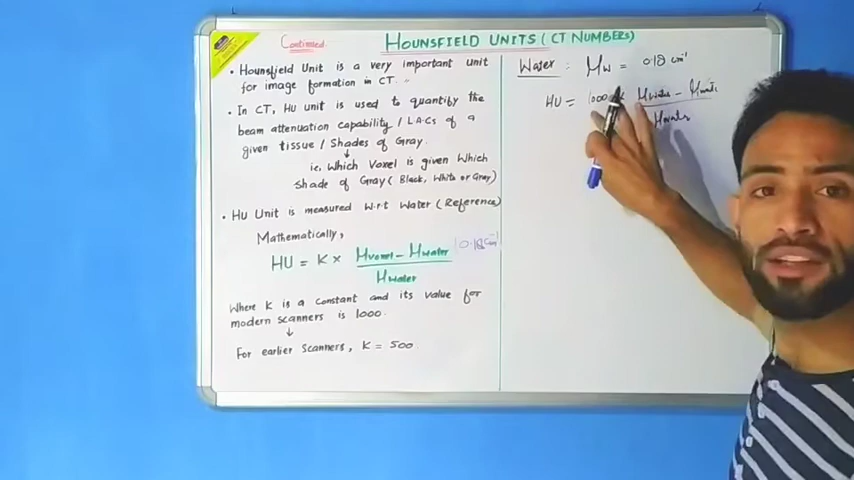 Continued
HOUNSFIELD UNITS (CT NUMBERS)
• Hounsfield Unit is a very important unit
for image formation in CT.
• In CT, HU unit is used to quantify the
beam attenuation capability / LACs of a
given tissue / Shades of Gray.
↓
i.e, Which Voxel is given Which
Shade of Gray (Black, White or Gray)
• HU Unit is measured w.r.t Water (Reference)
Mathematically,
HU = K × μvoxel - μwater 0.18 cm⁻¹
μwater
Where K is a constant and its value for
modern scanners is 1000.
↓
For earlier Scanners, K = 500.
Water : μw = 0.18 cm⁻¹
HU = 1000 μwater - μwater
μwater